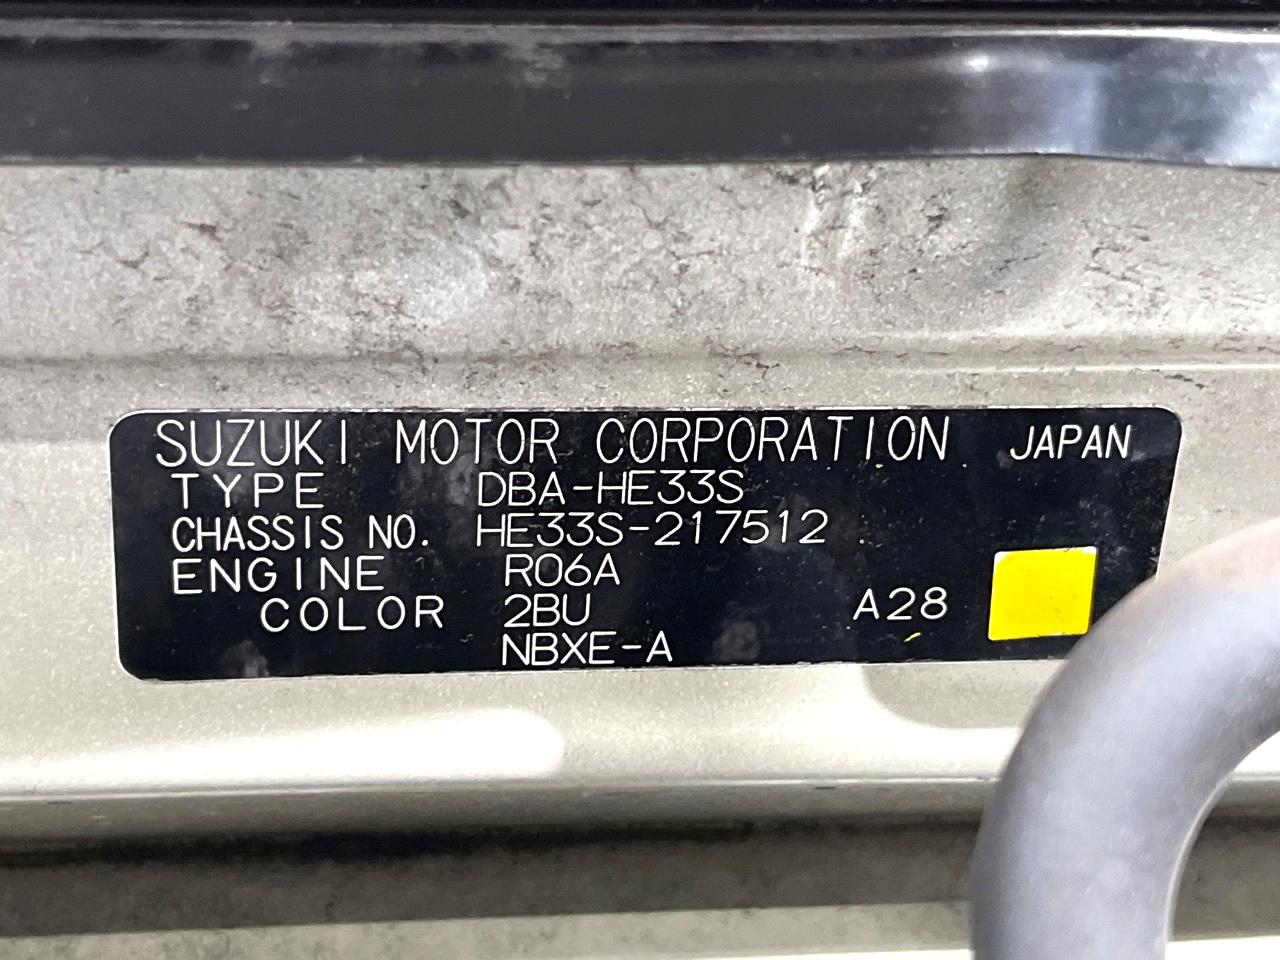 SUZUKI MOTOR CORPORATION JAPAN
TYPE DBA-HE33S
CHASSIS NO. HE33S-217512
ENGINE R06A
COLOR 2BU A28
NBXE-A